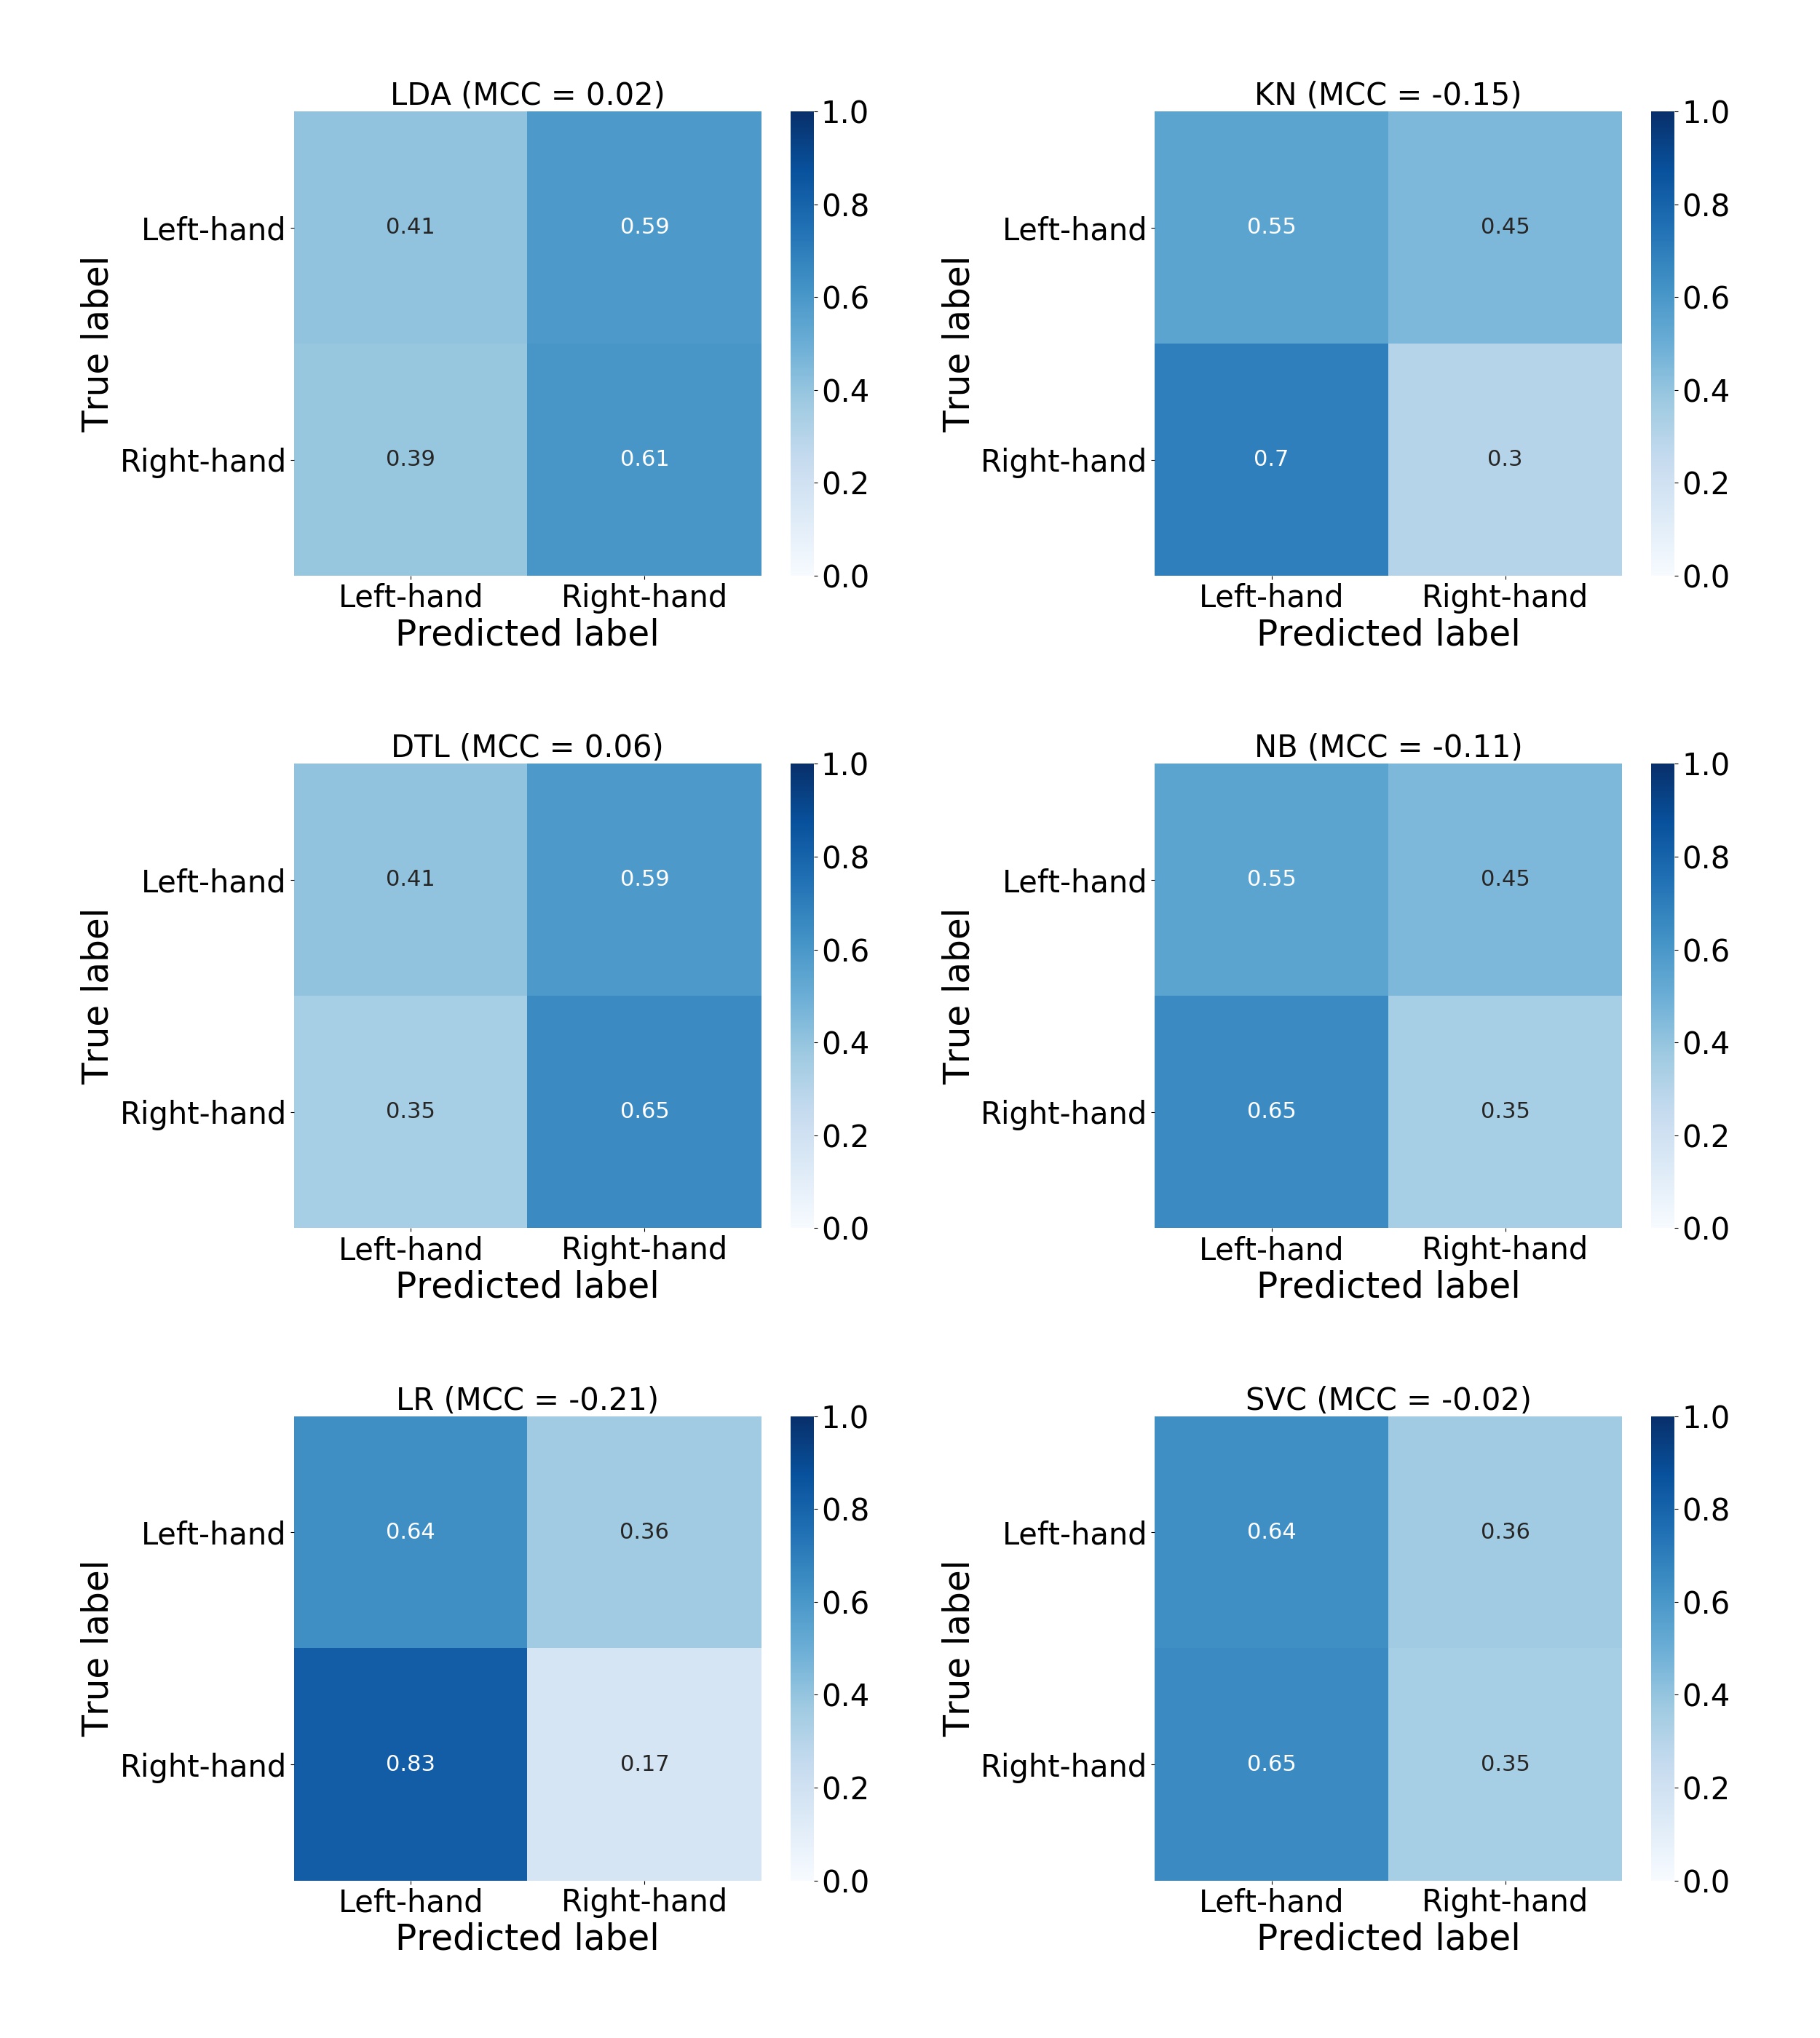 LDA (MCC = 0.02)
True label
Left-hand
Right-hand
0.41
0.59
0.39
0.61
Left-hand
Right-hand
Predicted label
1.0
0.8
0.6
0.4
0.2
0.0
KN (MCC = -0.15)
True label
Left-hand
Right-hand
0.55
0.45
0.7
0.3
Left-hand
Right-hand
Predicted label
1.0
0.8
0.6
0.4
0.2
0.0
DTL (MCC = 0.06)
True label
Left-hand
Right-hand
0.41
0.59
0.35
0.65
Left-hand
Right-hand
Predicted label
1.0
0.8
0.6
0.4
0.2
0.0
NB (MCC = -0.11)
True label
Left-hand
Right-hand
0.55
0.45
0.65
0.35
Left-hand
Right-hand
Predicted label
1.0
0.8
0.6
0.4
0.2
0.0
LR (MCC = -0.21)
True label
Left-hand
Right-hand
0.64
0.36
0.83
0.17
Left-hand
Right-hand
Predicted label
1.0
0.8
0.6
0.4
0.2
0.0
SVC (MCC = -0.02)
True label
Left-hand
Right-hand
0.64
0.36
0.65
0.35
Left-hand
Right-hand
Predicted label
1.0
0.8
0.6
0.4
0.2
0.0